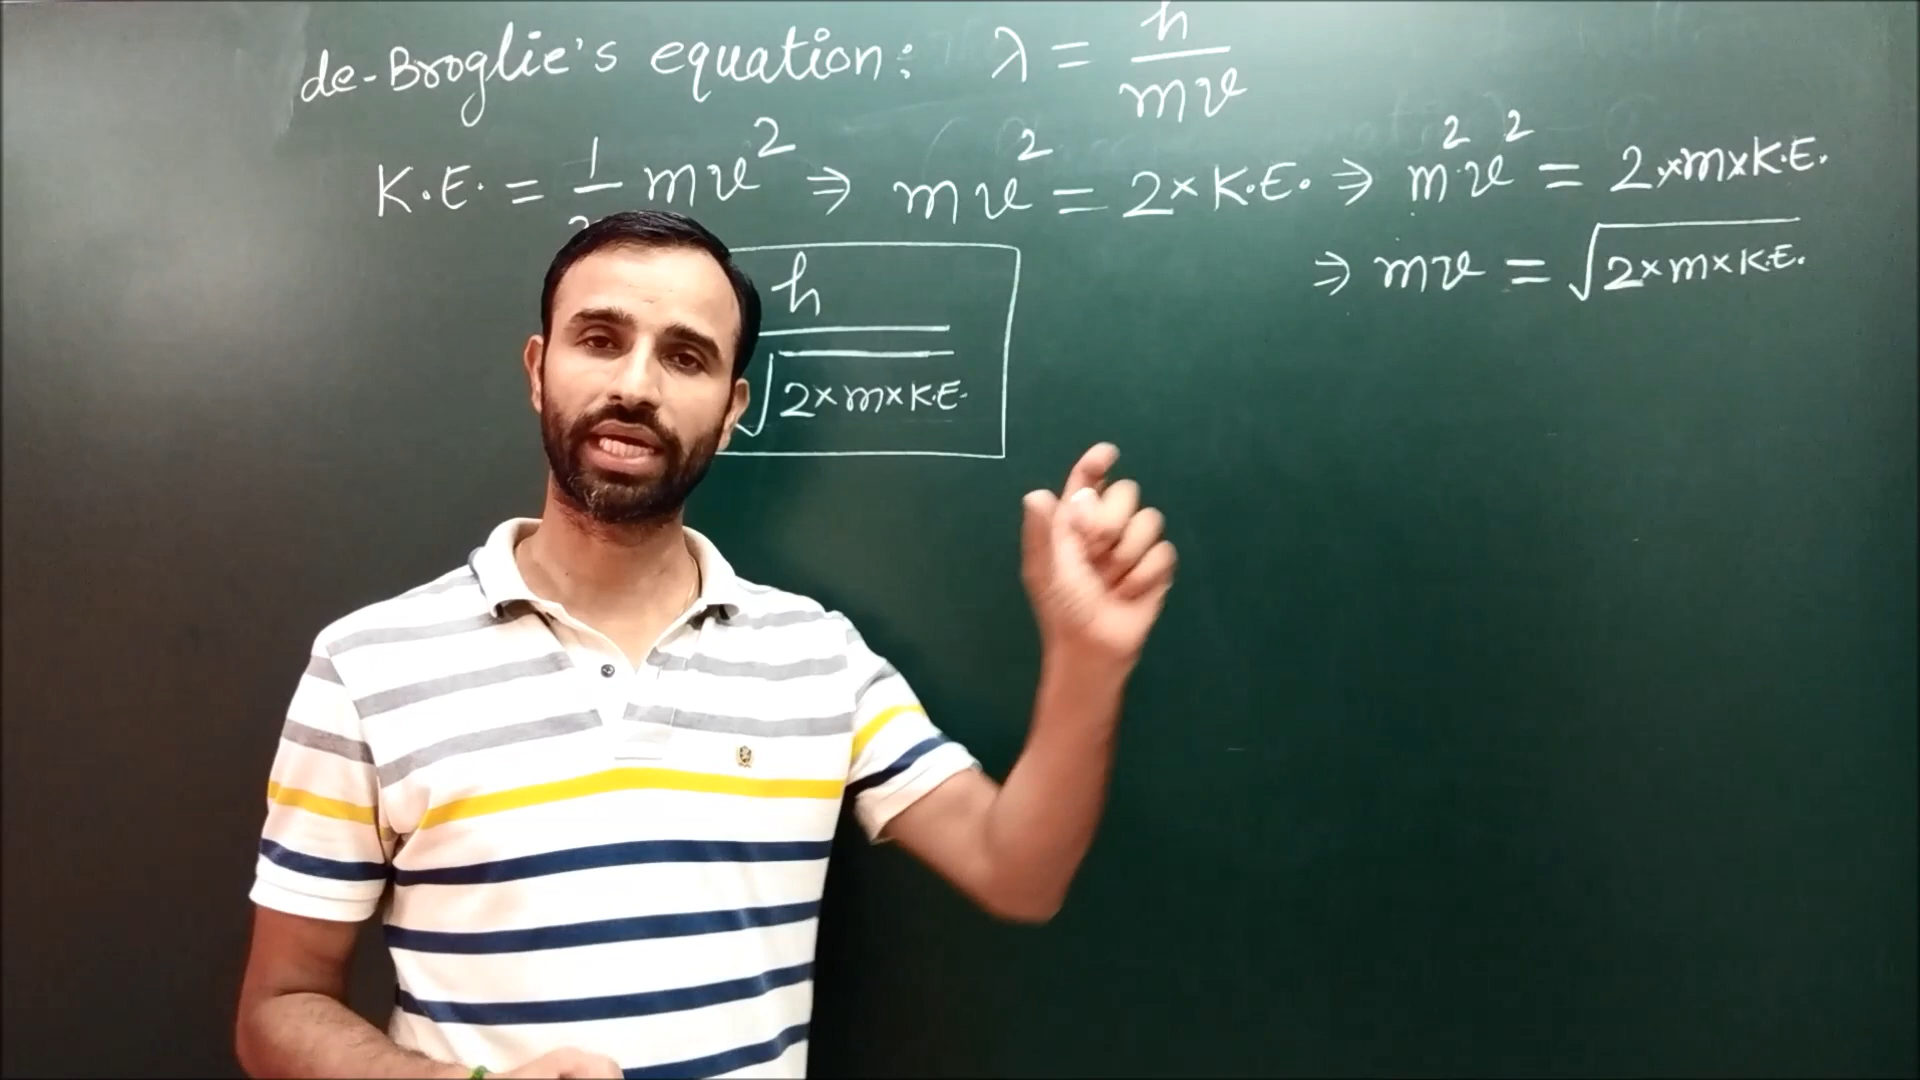 de-Broglie's equation: λ = h/mv
K.E. = 1/2 mv² ⇒ mv² = 2×K.E. ⇒ m²v² = 2×m×K.E.
⇒ mv = √2×m×K.E.
h/√2×m×K.E.